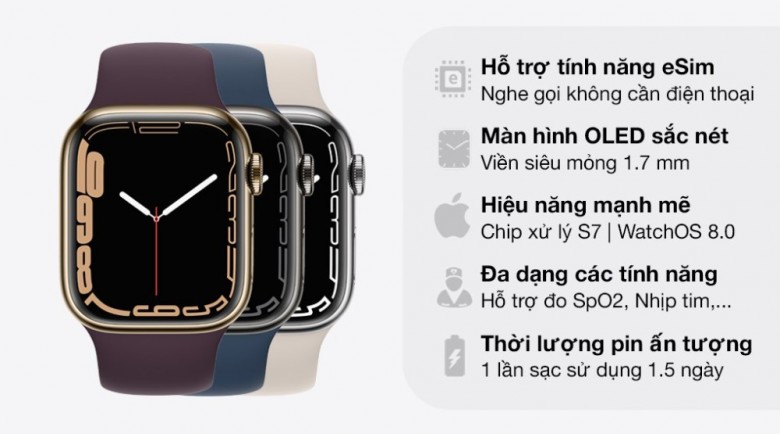 Hỗ trợ tính năng eSim
Nghe gọi không cần điện thoại
Màn hình OLED sắc nét
Viền siêu mỏng 1.7 mm
Hiệu năng mạnh mẽ
Chip xử lý S7 | WatchOS 8.0
Đa dạng các tính năng
Hỗ trợ đo SpO2, Nhịp tim,...
Thời lượng pin ấn tượng
1 lần sạc sử dụng 1.5 ngày